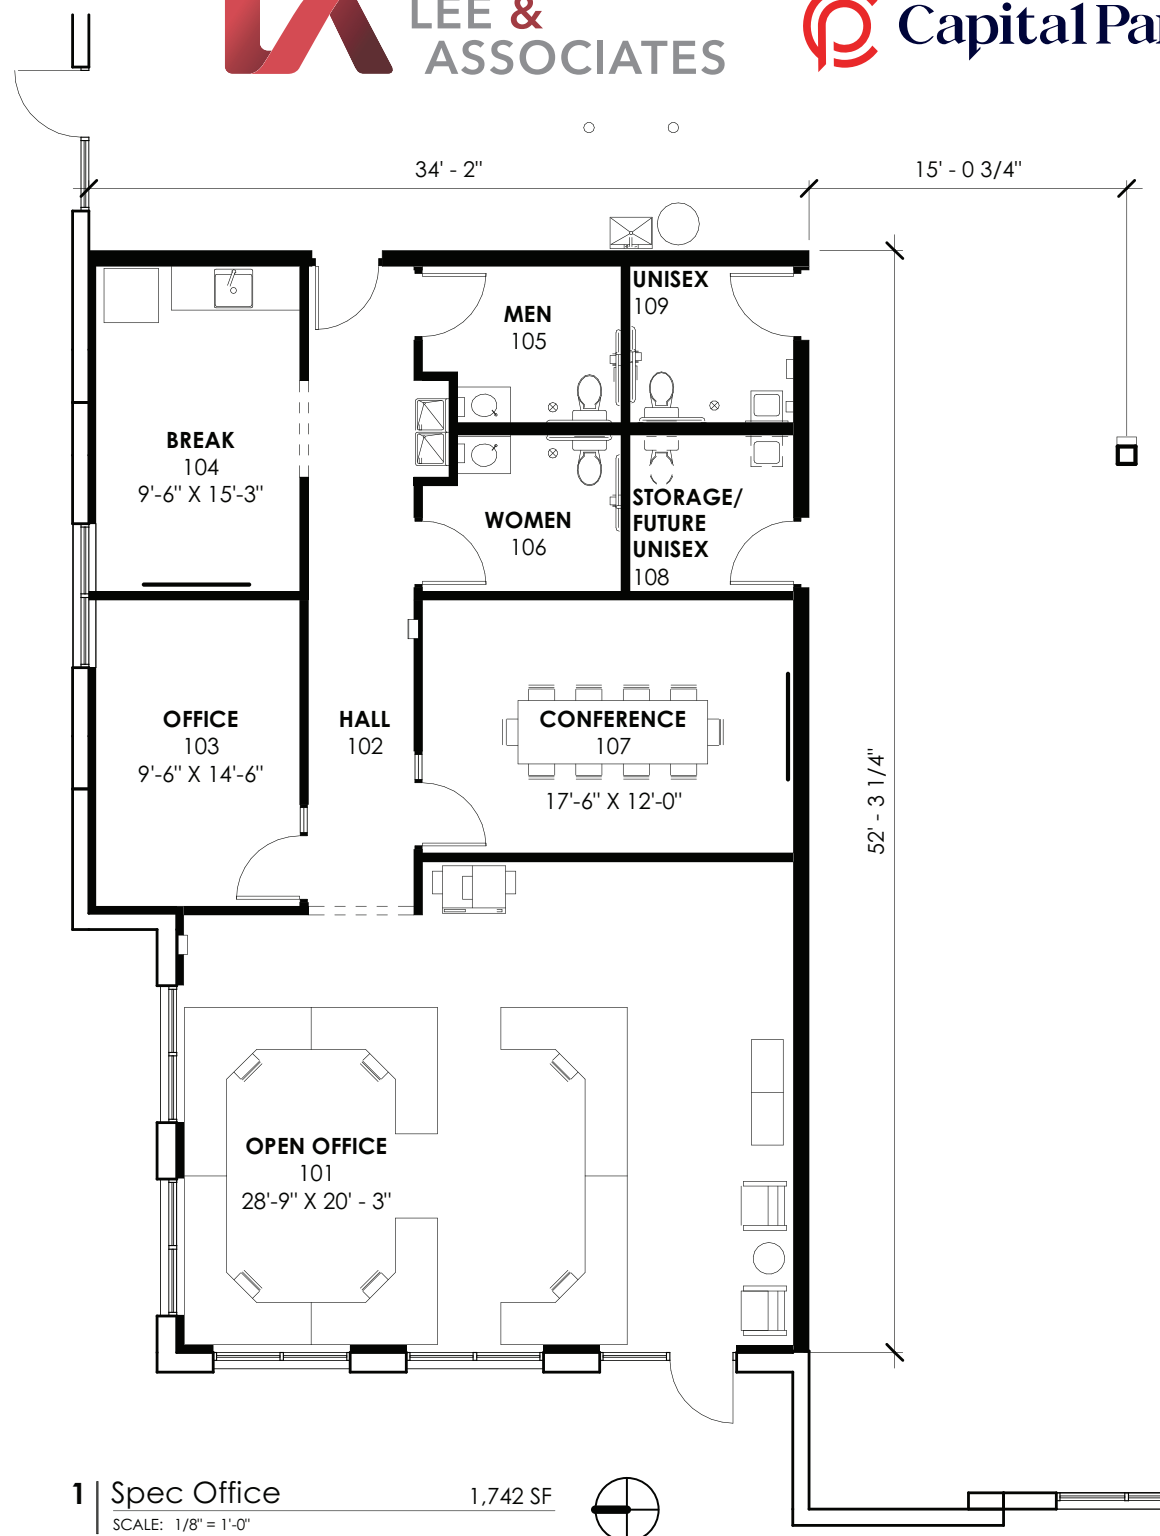 LEE &
ASSOCIATES
34' - 2"
15' - 0 3/4"
UNISEX
109
MEN
105
BREAK
104
9'-6" X 15'-3"
WOMEN
106
STORAGE/
FUTURE
UNISEX
108
OFFICE
103
9'-6" X 14'-6"
HALL
102
CONFERENCE
107
17'-6" X 12'-0"
52' - 3 1/4"
OPEN OFFICE
101
28'-9" X 20' - 3"
1 Spec Office 1,742 SF
SCALE: 1/8" = 1'-0"
Capital Par